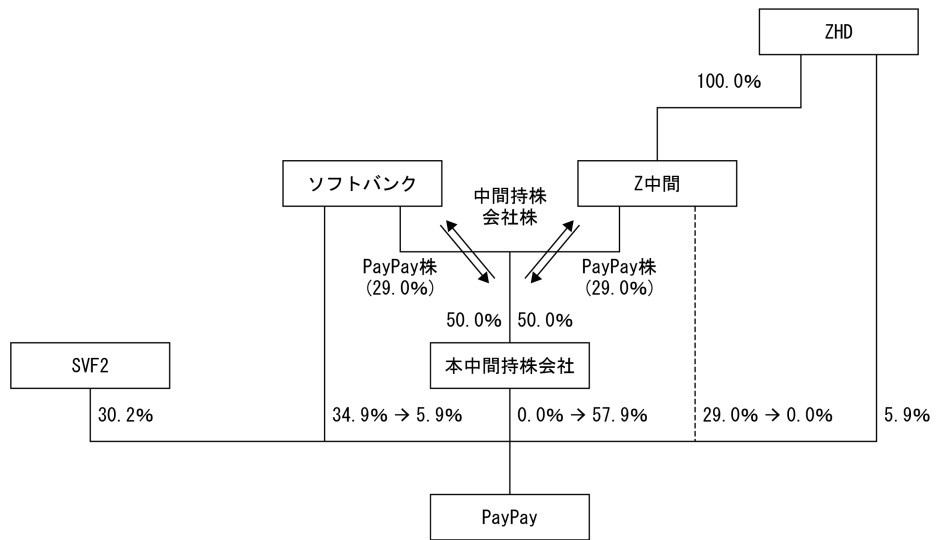 ZHD
100.0%
ソフトバンク
Z中間
中間持株
会社株
PayPay株
(29.0%)
PayPay株
(29.0%)
50.0%
50.0%
SVF2
本中間持株会社
30.2%
34.9% → 5.9%
0.0% → 57.9%
29.0% → 0.0%
5.9%
PayPay